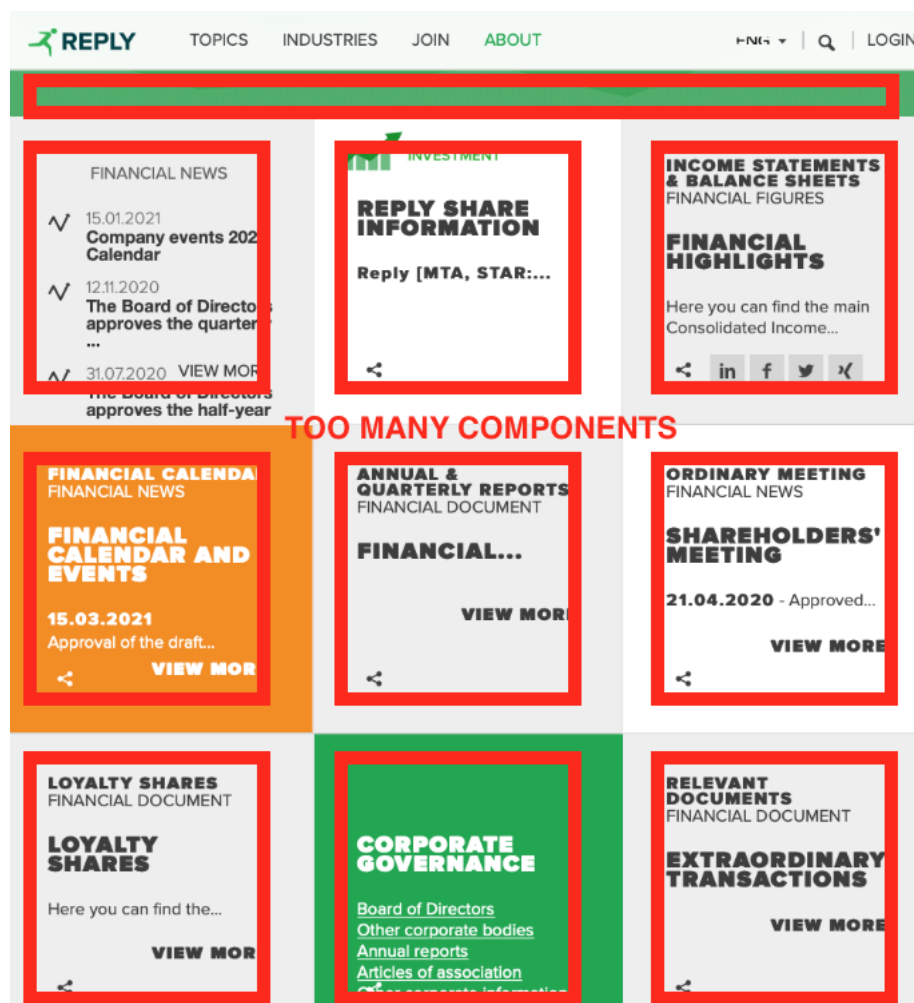 REPLY TOPICS INDUSTRIES JOIN ABOUT ENG LOGIN
FINANCIAL NEWS
15.01.2021
Company events 202
Calendar
12.11.2020
The Board of Directors
approves the quarter
...
31.07.2020 VIEW MOR
The Board of Directors
approves the half-year
INVESTMENT
REPLY SHARE
INFORMATION
Reply [MTA, STAR:...
INCOME STATEMENTS
& BALANCE SHEETS
FINANCIAL FIGURES
FINANCIAL
HIGHLIGHTS
Here you can find the main
Consolidated Income...
in f
TOO MANY COMPONENTS
FINANCIAL CALENDA
FINANCIAL NEWS
FINANCIAL
CALENDAR AND
EVENTS
15.03.2021
Approval of the draft...
VIEW MOR
ANNUAL &
QUARTERLY REPORTS
FINANCIAL DOCUMENT
FINANCIAL...
VIEW MORE
ORDINARY MEETING
FINANCIAL NEWS
SHAREHOLDERS'
MEETING
21.04.2020 - Approved...
VIEW MORE
LOYALTY SHARES
FINANCIAL DOCUMENT
LOYALTY
SHARES
Here you can find the...
VIEW MOR
CORPORATE
GOVERNANCE
Board of Directors
Other corporate bodies
Annual reports
Articles of association
Other corporate information
RELEVANT
DOCUMENTS
FINANCIAL DOCUMENT
EXTRAORDINARY
TRANSACTIONS
VIEW MORE